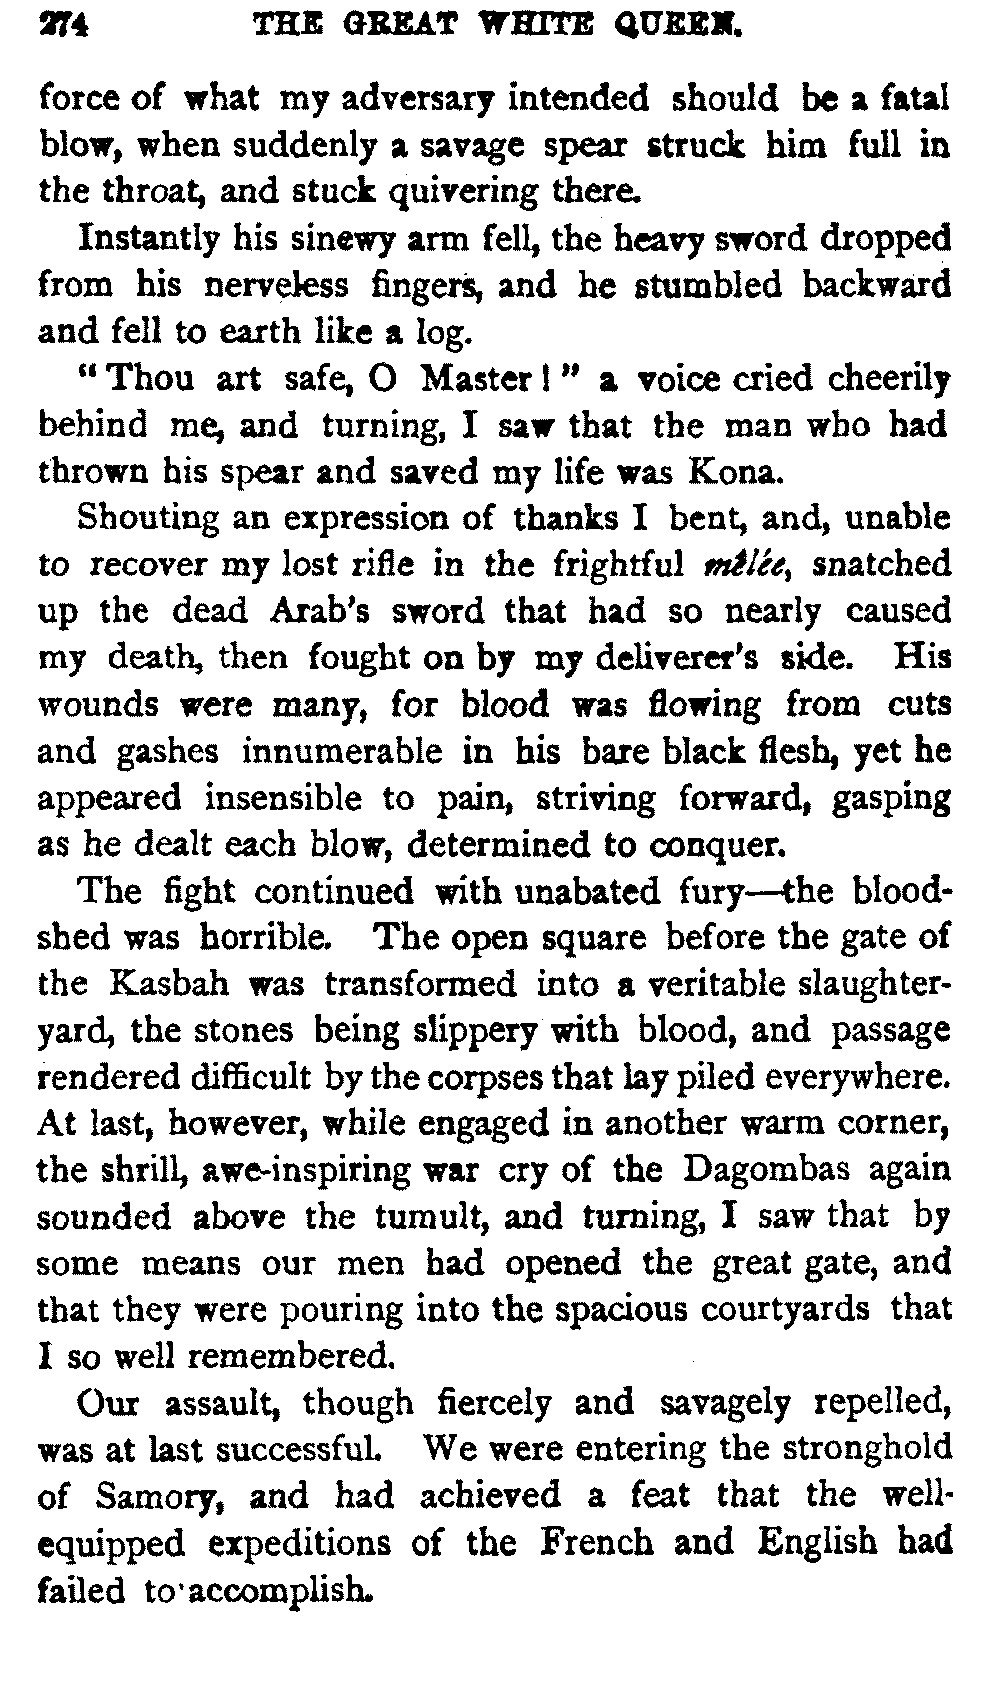 274 THE GREAT WHITE QUEEN.
force of what my adversary intended should be a fatal
blow, when suddenly a savage spear struck him full in
the throat, and stuck quivering there.
Instantly his sinewy arm fell, the heavy sword dropped
from his nerveless fingers, and he stumbled backward
and fell to earth like a log.
"Thou art safe, O Master!" a voice cried cheerily
behind me, and turning, I saw that the man who had
thrown his spear and saved my life was Kona.
Shouting an expression of thanks I bent, and, unable
to recover my lost rifle in the frightful mêlée, snatched
up the dead Arab's sword that had so nearly caused
my death, then fought on by my deliverer's side. His
wounds were many, for blood was flowing from cuts
and gashes innumerable in his bare black flesh, yet he
appeared insensible to pain, striving forward, gasping
as he dealt each blow, determined to conquer.
The fight continued with unabated fury—the blood-
shed was horrible. The open square before the gate of
the Kasbah was transformed into a veritable slaughter-
yard, the stones being slippery with blood, and passage
rendered difficult by the corpses that lay piled everywhere.
At last, however, while engaged in another warm corner,
the shrill, awe-inspiring war cry of the Dagombas again
sounded above the tumult, and turning, I saw that by
some means our men had opened the great gate, and
that they were pouring into the spacious courtyards that
I so well remembered.
Our assault, though fiercely and savagely repelled,
was at last successful. We were entering the stronghold
of Samory, and had achieved a feat that the well-
equipped expeditions of the French and English had
failed to accomplish.